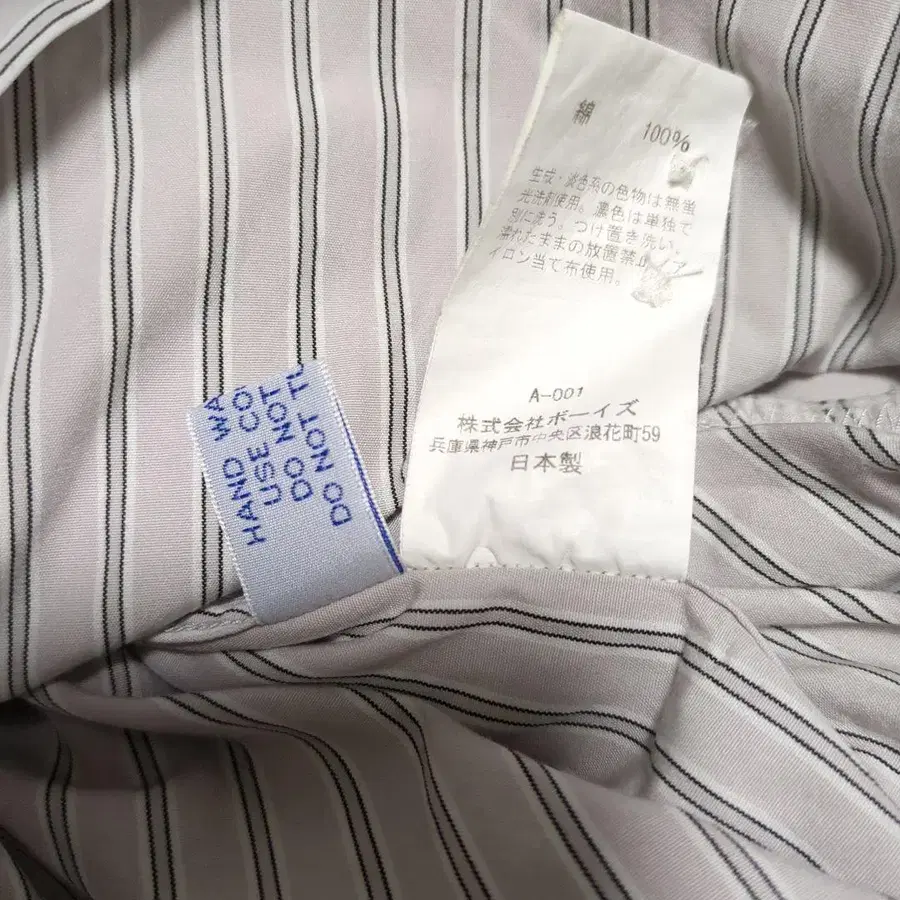 綿 100%
生成・淡色系の色物は無蛍
光洗剤使用。濃色は単独で
別に洗う。つけ置き洗い、
濡れたままの放置禁止。ア
イロン当て布使用。
A-001
株式会社ボーイズ
兵庫県神戸市中央区浪花町59
日本製
HAND WA
USE CO
DO NOT
DO NOT TU